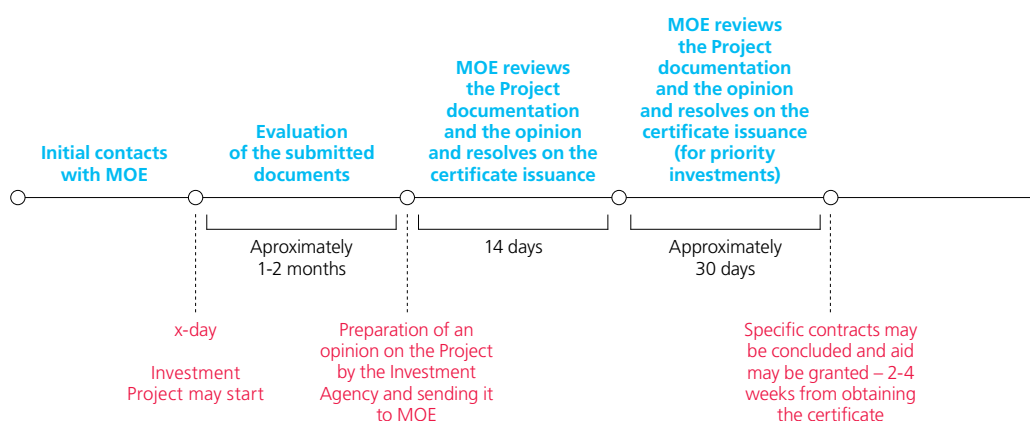 Initial contacts
with MOE
Evaluation
of the submitted
documents
MOE reviews
the Project
documentation
and the opinion
and resolves on the
certificate issuance
MOE reviews
the Project
documentation
and the opinion
and resolves on the
certificate issuance
(for priority
investments)
Aproximately
1-2 months
14 days
Approximately
30 days
x-day
Investment
Project may start
Preparation of an
opinion on the Project
by the Investment
Agency and sending it
to MOE
Specific contracts may
be concluded and aid
may be granted – 2-4
weeks from obtaining
the certificate